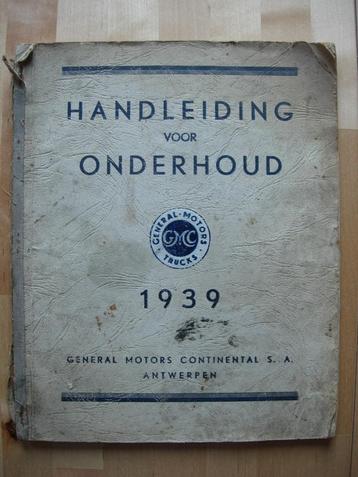 HANDLEIDING
VOOR
ONDERHOUD
GENERAL·MOTORS
GMC
TRUCKS
1939
GENERAL MOTORS CONTINENTAL S. A.
ANTWERPEN